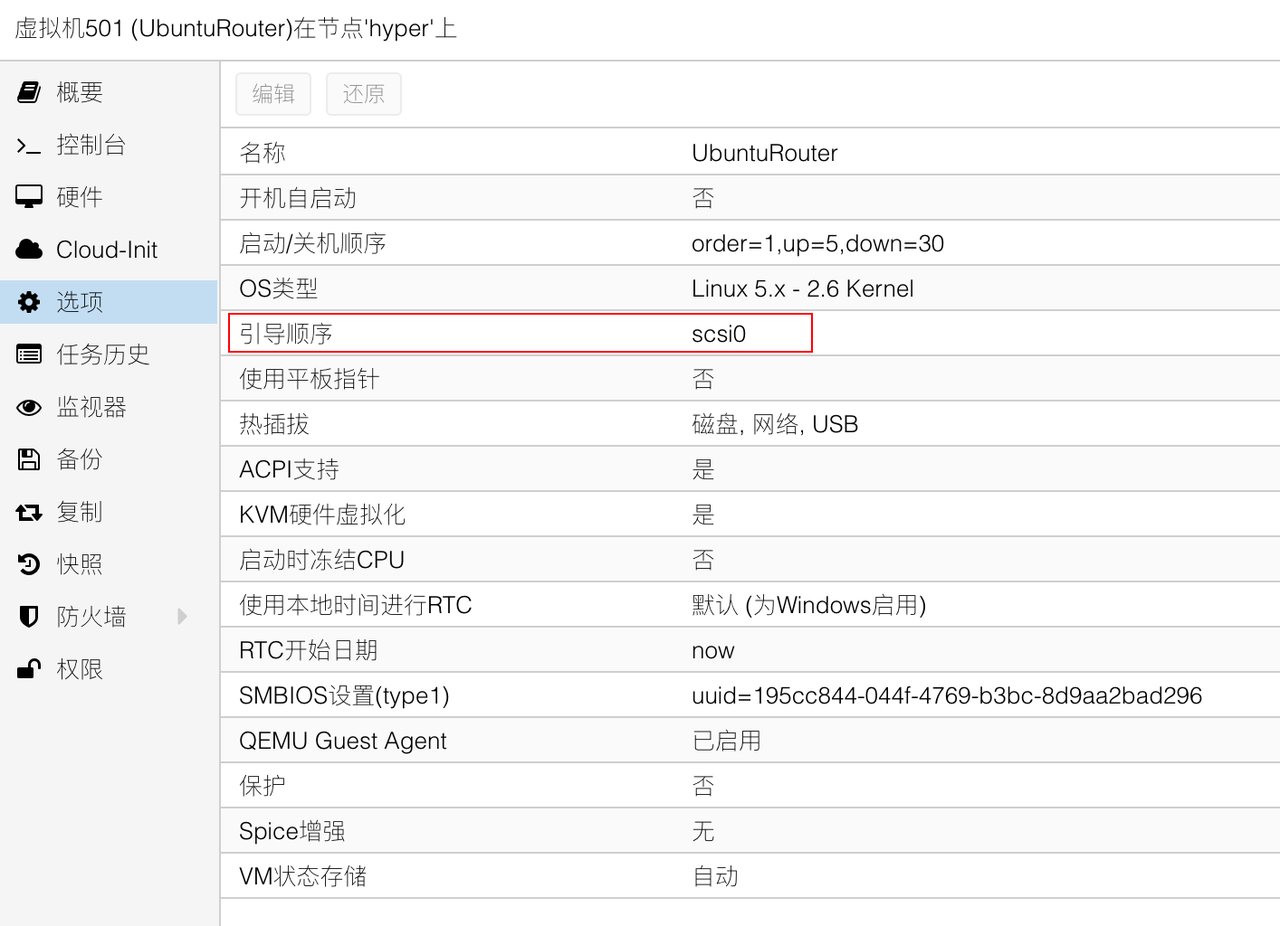 虚拟机501 (UbuntuRouter)在节点'hyper'上
概要
控制台
硬件
Cloud-Init
选项
任务历史
监视器
备份
复制
快照
防火墙
权限
编辑 还原
名称 UbuntuRouter
开机自启动 否
启动/关机顺序 order=1,up=5,down=30
OS类型 Linux 5.x - 2.6 Kernel
引导顺序 scsi0
使用平板指针 否
热插拔 磁盘, 网络, USB
ACPI支持 是
KVM硬件虚拟化 是
启动时冻结CPU 否
使用本地时间进行RTC 默认 (为Windows启用)
RTC开始日期 now
SMBIOS设置(type1) uuid=195cc844-044f-4769-b3bc-8d9aa2bad296
QEMU Guest Agent 已启用
保护 否
Spice增强 无
VM状态存储 自动